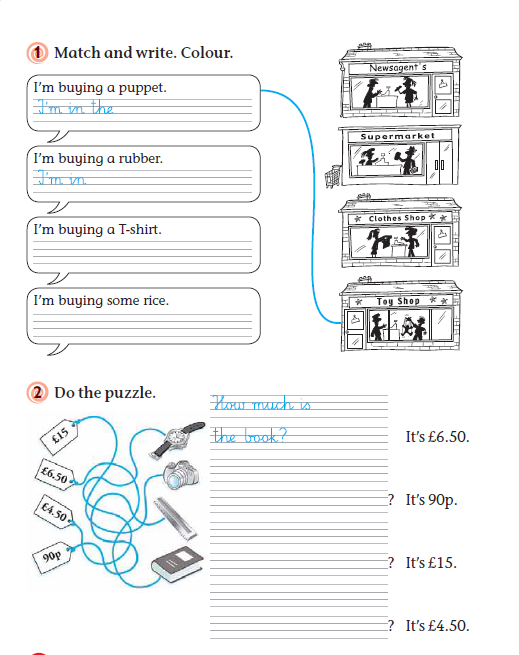 1 Match and write. Colour.
I'm buying a puppet.
I'm in the
I'm buying a rubber.
I'm in
I'm buying a T-shirt.
I'm buying some rice.
Newsagent's
Supermarket
Clothes Shop
Toy Shop
2 Do the puzzle.
£15
£6.50
£4.50
90p
How much is
the book?
It's £6.50.
? It's 90p.
? It's £15.
? It's £4.50.